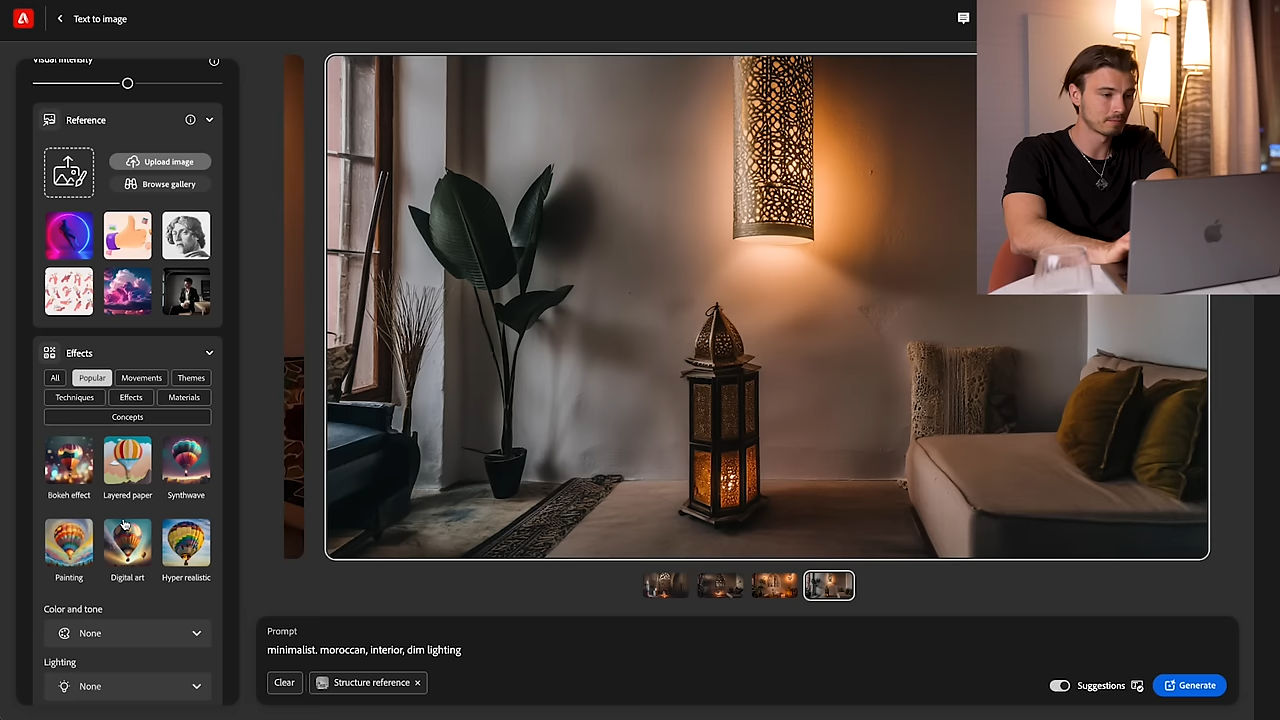 Text to image
Visual Intensity
Reference
Upload image
Browse gallery
Effects
All
Popular
Movements
Themes
Techniques
Effects
Materials
Concepts
Bokeh effect
Layered paper
Synthwave
Painting
Digital art
Hyper realistic
Color and tone
None
Lighting
None
Prompt
minimalist. moroccan, interior, dim lighting
Clear
Structure reference ×
Suggestions
Generate